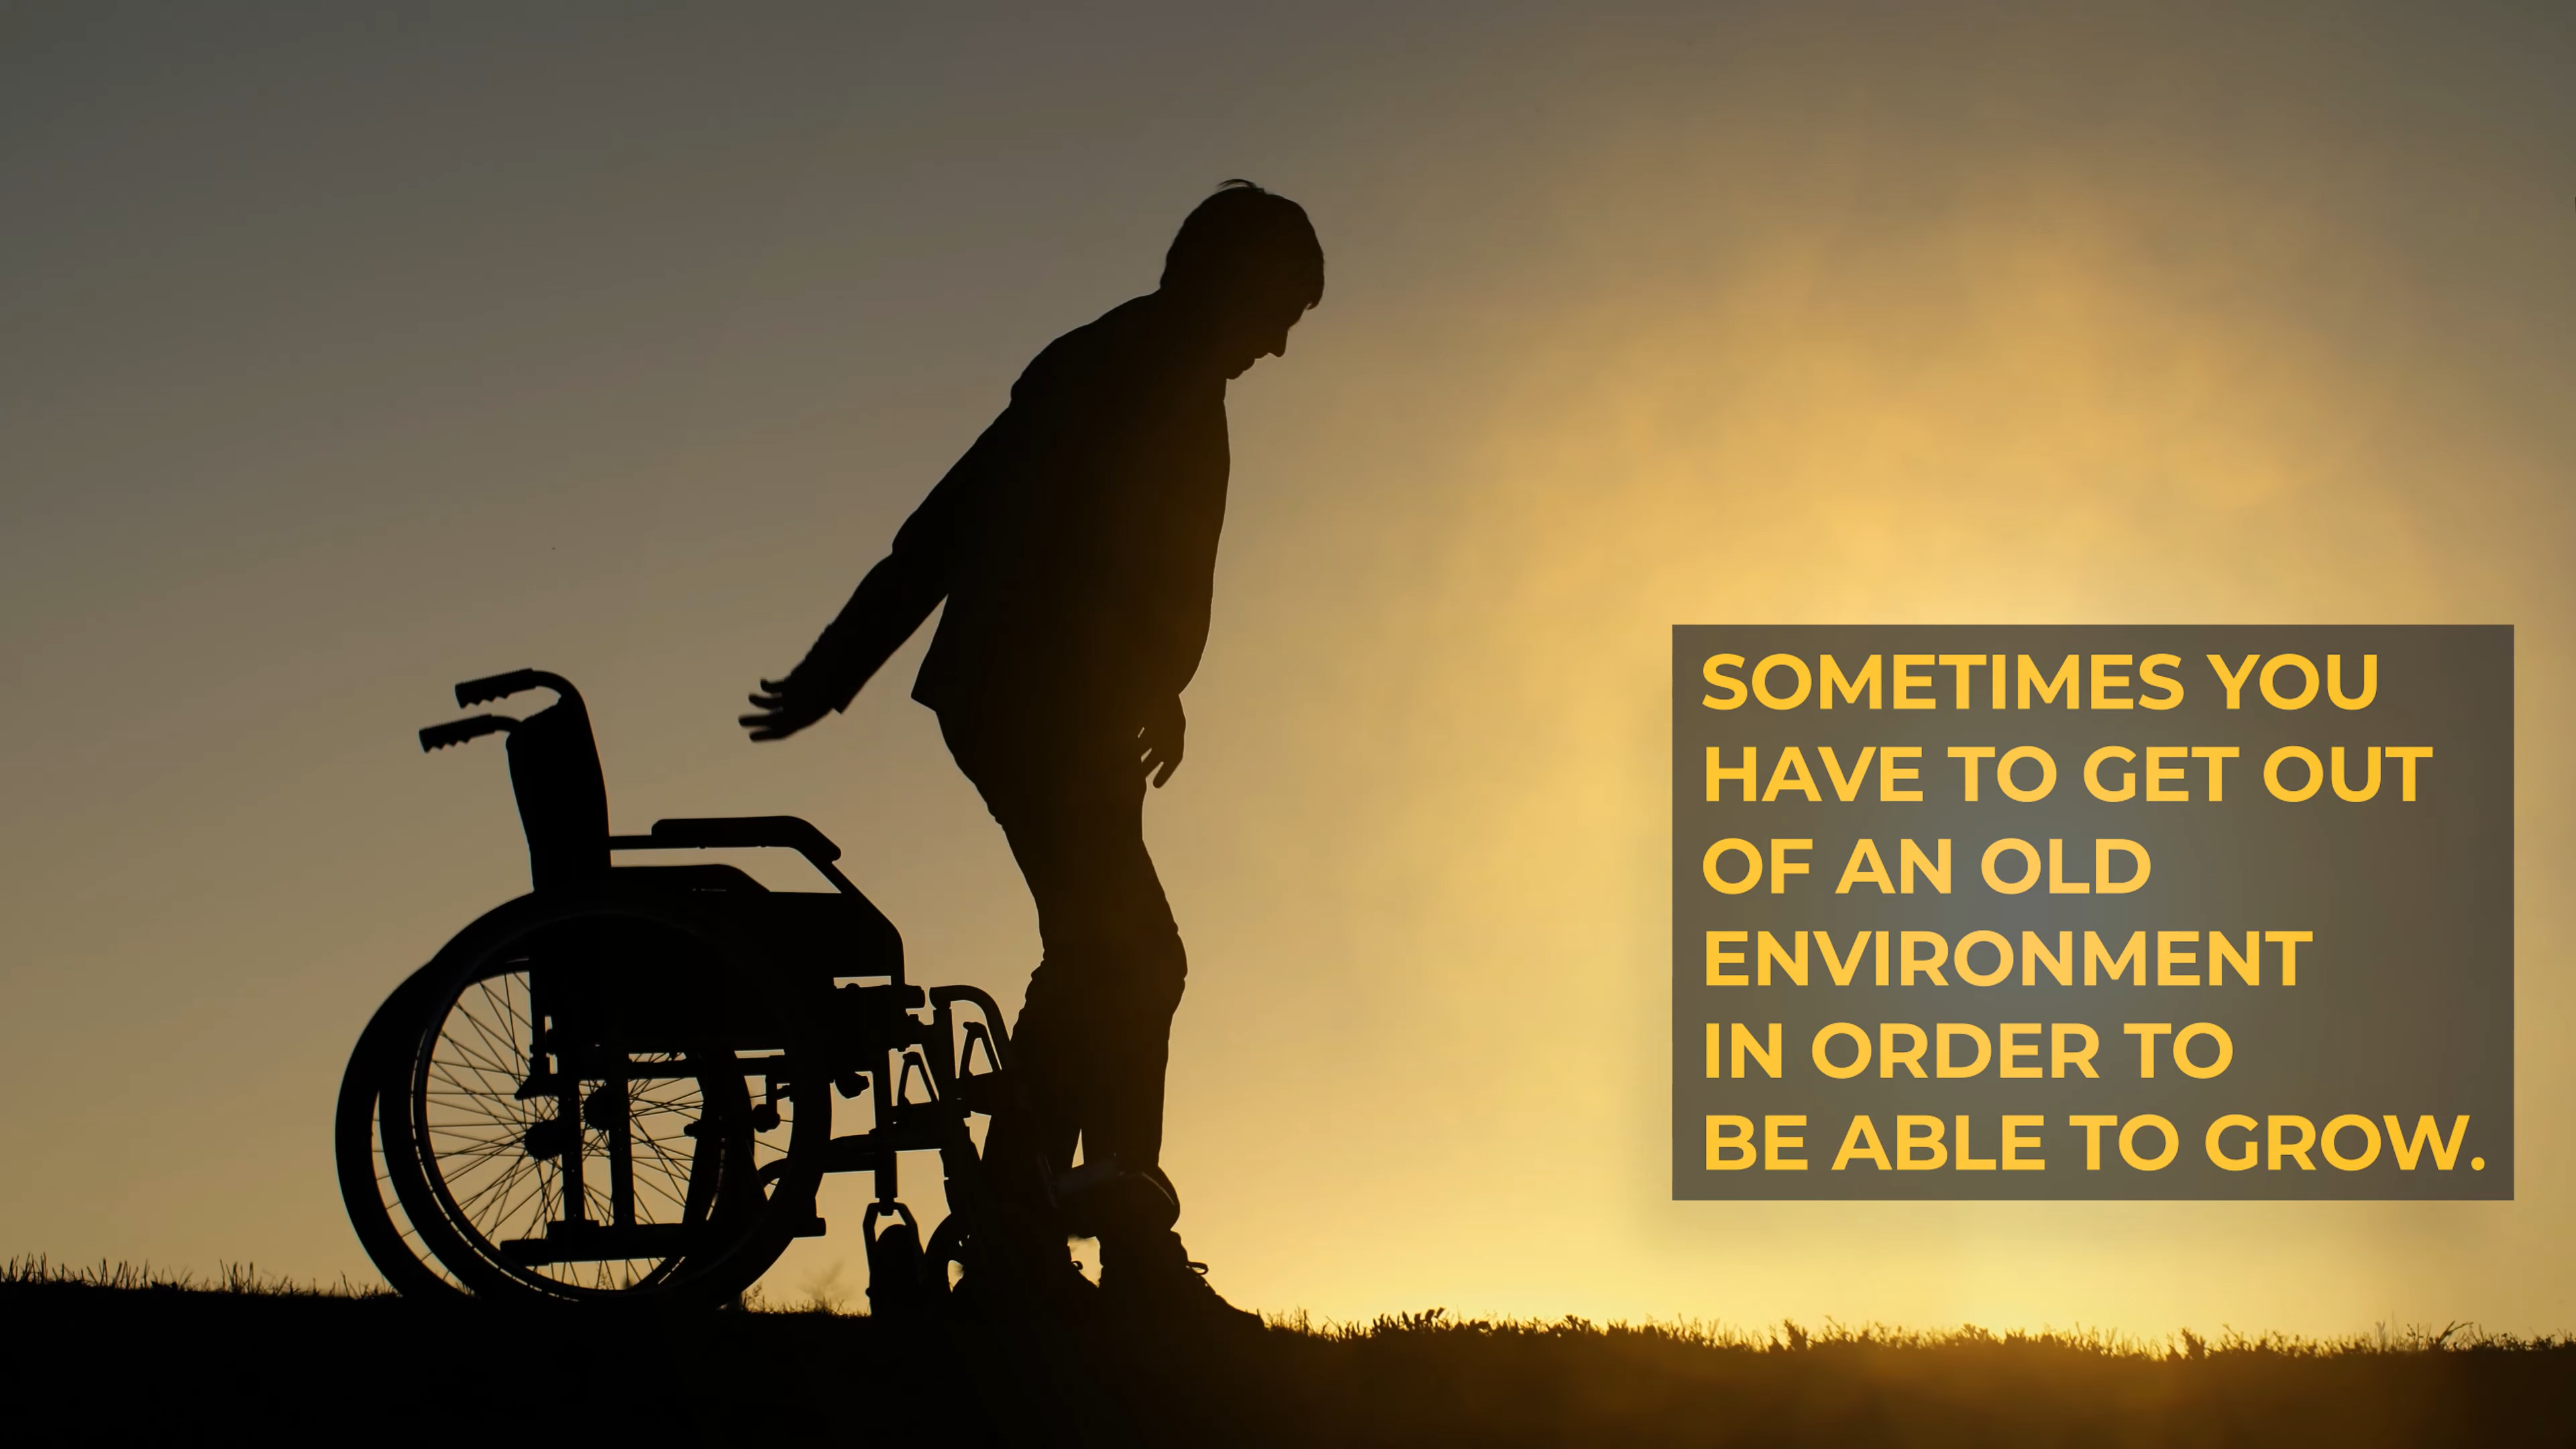 SOMETIMES YOU
HAVE TO GET OUT
OF AN OLD
ENVIRONMENT
IN ORDER TO
BE ABLE TO GROW.